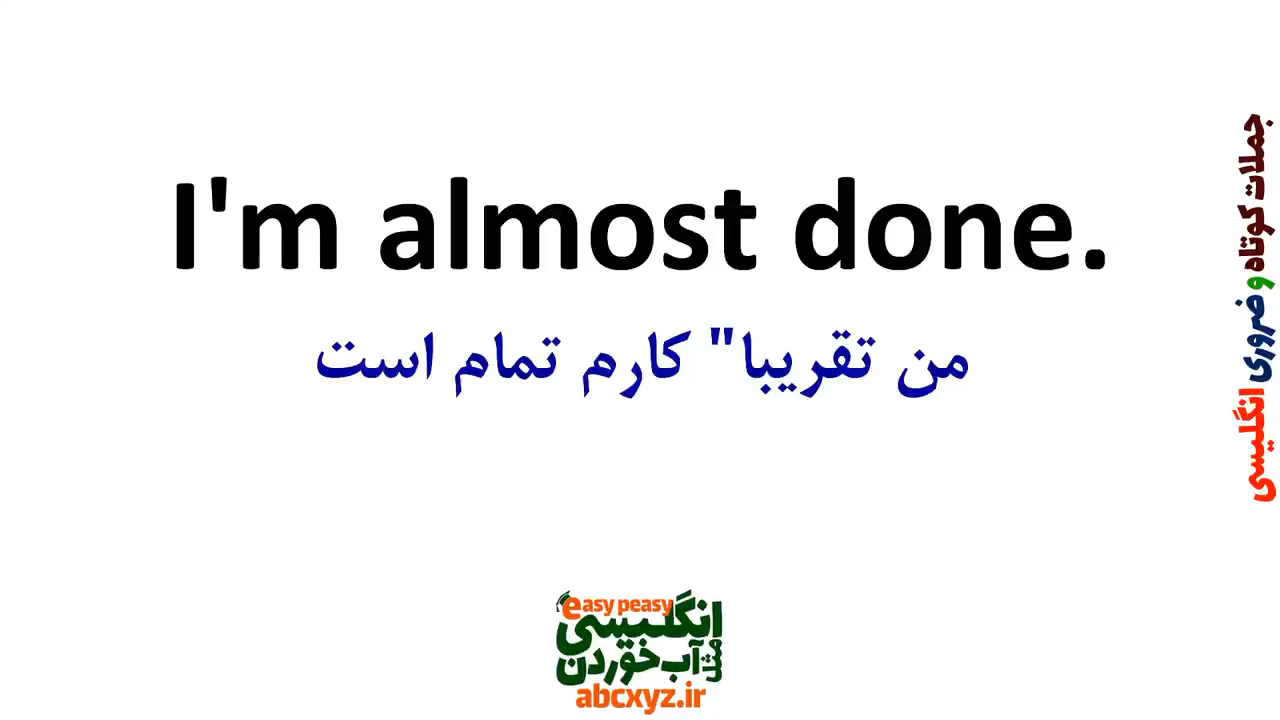 I'm almost done.
من تقریبا" کارم تمام است
جملات کوتاه و ضروری انگلیسی
easy peasy
انگلیسی
مثل آب خوردن
abcxyz.ir